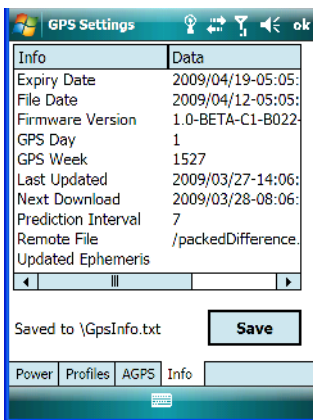 GPS Settings ok
Info Data
Expiry Date 2009/04/19-05:05:
File Date 2009/04/12-05:05:
Firmware Version 1.0-BETA-C1-B022-
GPS Day 1
GPS Week 1527
Last Updated 2009/03/27-14:06:
Next Download 2009/03/28-08:06:
Prediction Interval 7
Remote File /packedDifference.
Updated Ephemeris
Saved to \GpsInfo.txt Save
Power Profiles AGPS Info